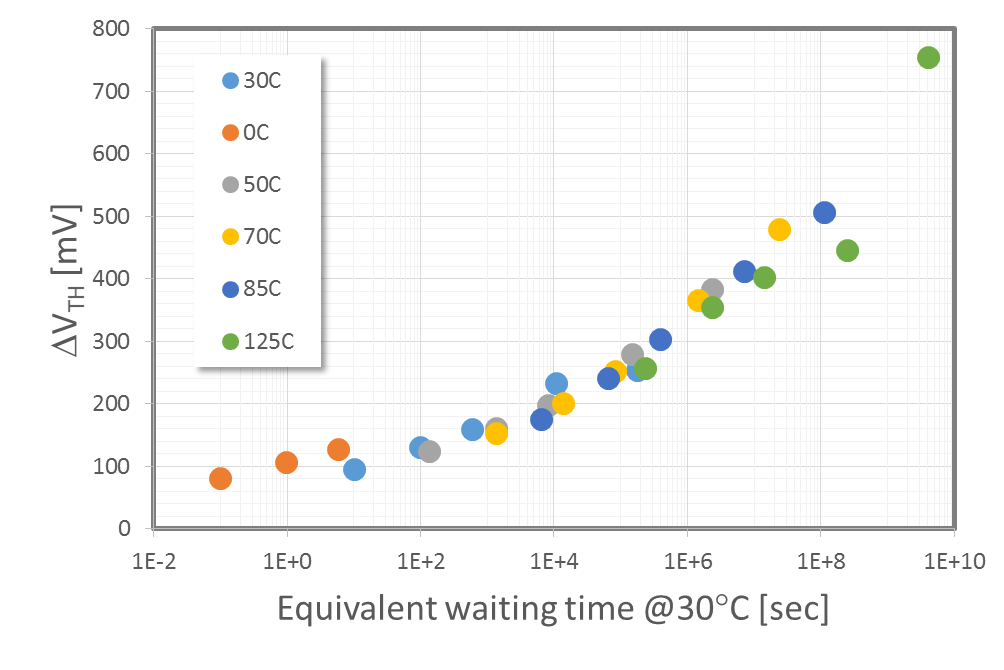 800
700
600
500
400
300
200
100
0
ΔVTH [mV]
30C
0C
50C
70C
85C
125C
1E-2 1E+0 1E+2 1E+4 1E+6 1E+8 1E+10
Equivalent waiting time @30°C [sec]